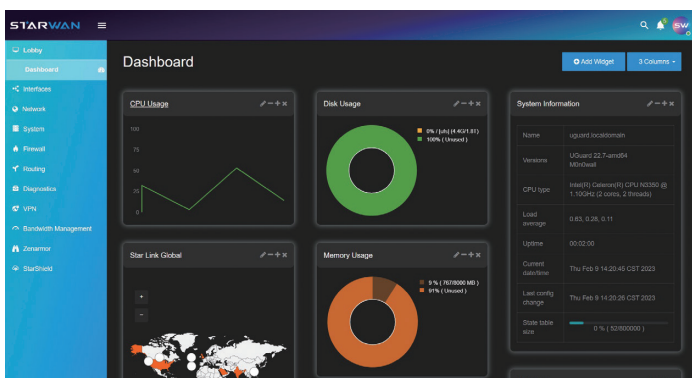 STARWAN
SW
Lobby
Dashboard
Interfaces
Network
System
Firewall
Routing
Diagnostics
VPN
Bandwidth Management
Zenarmor
StarShield
Dashboard
Add Widget
3 Columns
CPU Usage
100
75
50
25
0
Disk Usage
0% / [ufs] (4.4G/1.8T)
100% ( Unused )
System Information
Name
uguard.localdomain
Versions
UGuard 22.7-amd64
M0n0wall
CPU type
Intel(R) Celeron(R) CPU N3350 @
1.10GHz (2 cores, 2 threads)
Load
average
0.83, 0.28, 0.11
Uptime
00:02:00
Current
date/time
Thu Feb 9 14:20:45 CST 2023
Last config
change
Thu Feb 9 14:20:26 CST 2023
State table
size
0 % ( 52/800000 )
Star Link Global
+
−
Memory Usage
9 % ( 767/8000 MB )
91% ( Unused )